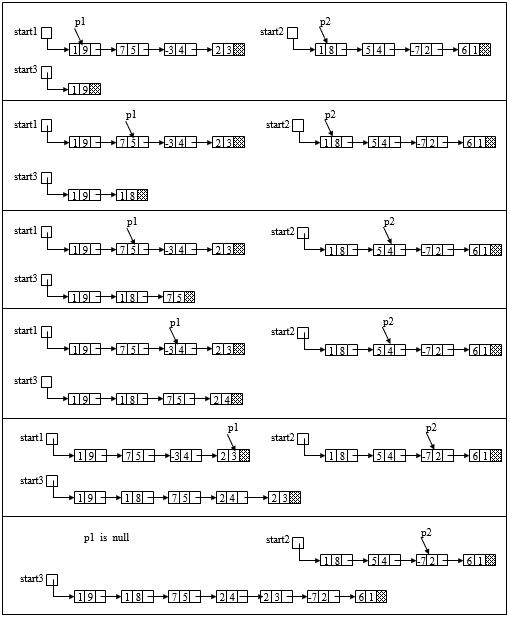 p1 p2
start1 start2
1 9 7 5 -3 4 2 3 1 8 5 4 -7 2 6 1
start3
1 9
p1 p2
start1 start2
1 9 7 5 -3 4 2 3 1 8 5 4 -7 2 6 1
start3
1 9 1 8
p1 p2
start1 start2
1 9 7 5 -3 4 2 3 1 8 5 4 -7 2 6 1
start3
1 9 1 8 7 5
p1 p2
start1 start2
1 9 7 5 -3 4 2 3 1 8 5 4 -7 2 6 1
start3
1 9 1 8 7 5 2 4
p1 p2
start1 start2
1 9 7 5 -3 4 2 3 1 8 5 4 -7 2 6 1
start3
1 9 1 8 7 5 2 4 2 3
p1 is null p2
start2
1 8 5 4 -7 2 6 1
start3
1 9 1 8 7 5 2 4 2 3 -7 2 6 1